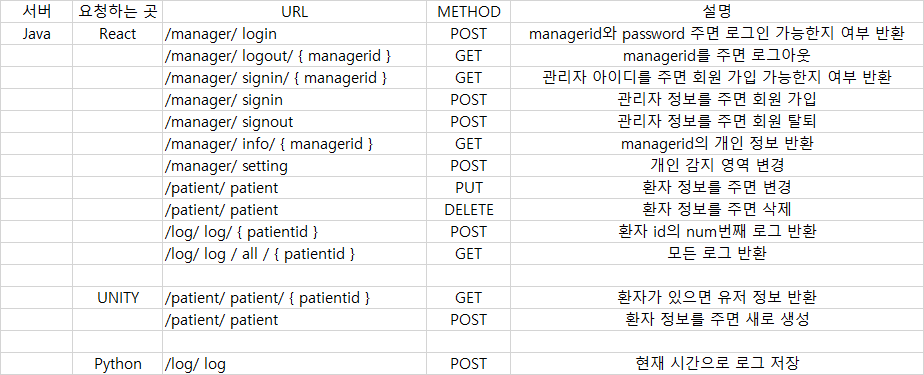 서버 요청하는 곳 URL METHOD 설명
Java React /manager/ login POST managerid와 password 주면 로그인 가능한지 여부 반환
/manager/ logout/ { managerid } GET managerid를 주면 로그아웃
/manager/ signin/ { managerid } GET 관리자 아이디를 주면 회원 가입 가능한지 여부 반환
/manager/ signin POST 관리자 정보를 주면 회원 가입
/manager/ signout POST 관리자 정보를 주면 회원 탈퇴
/manager/ info/ { managerid } GET managerid의 개인 정보 반환
/manager/ setting POST 개인 감지 영역 변경
/patient/ patient PUT 환자 정보를 주면 변경
/patient/ patient DELETE 환자 정보를 주면 삭제
/log/ log/ { patientid } POST 환자 id의 num번째 로그 반환
/log/ log / all / { patientid } GET 모든 로그 반환
UNITY /patient/ patient/ { patientid } GET 환자가 있으면 유저 정보 반환
/patient/ patient POST 환자 정보를 주면 새로 생성
Python /log/ log POST 현재 시간으로 로그 저장